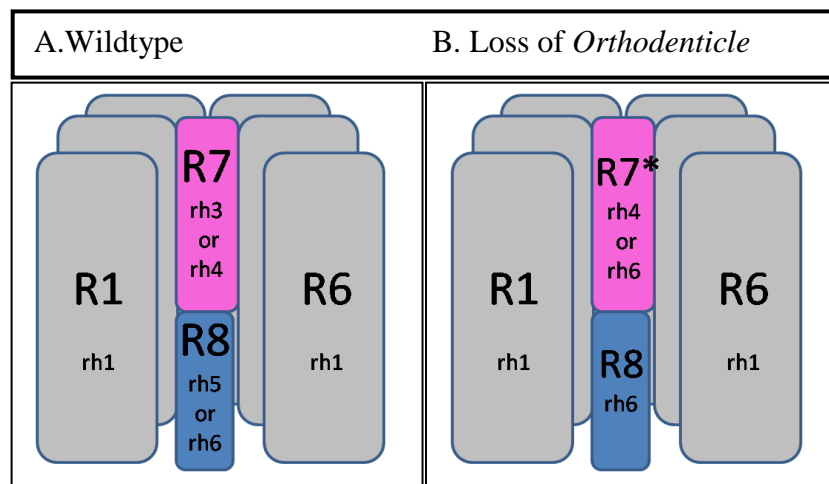 A.Wildtype
B. Loss of Orthodenticle
R7
rh3
or
rh4
R1
rh1
R6
rh1
R8
rh5
or
rh6
R7*
rh4
or
rh6
R1
rh1
R6
rh1
R8
rh6